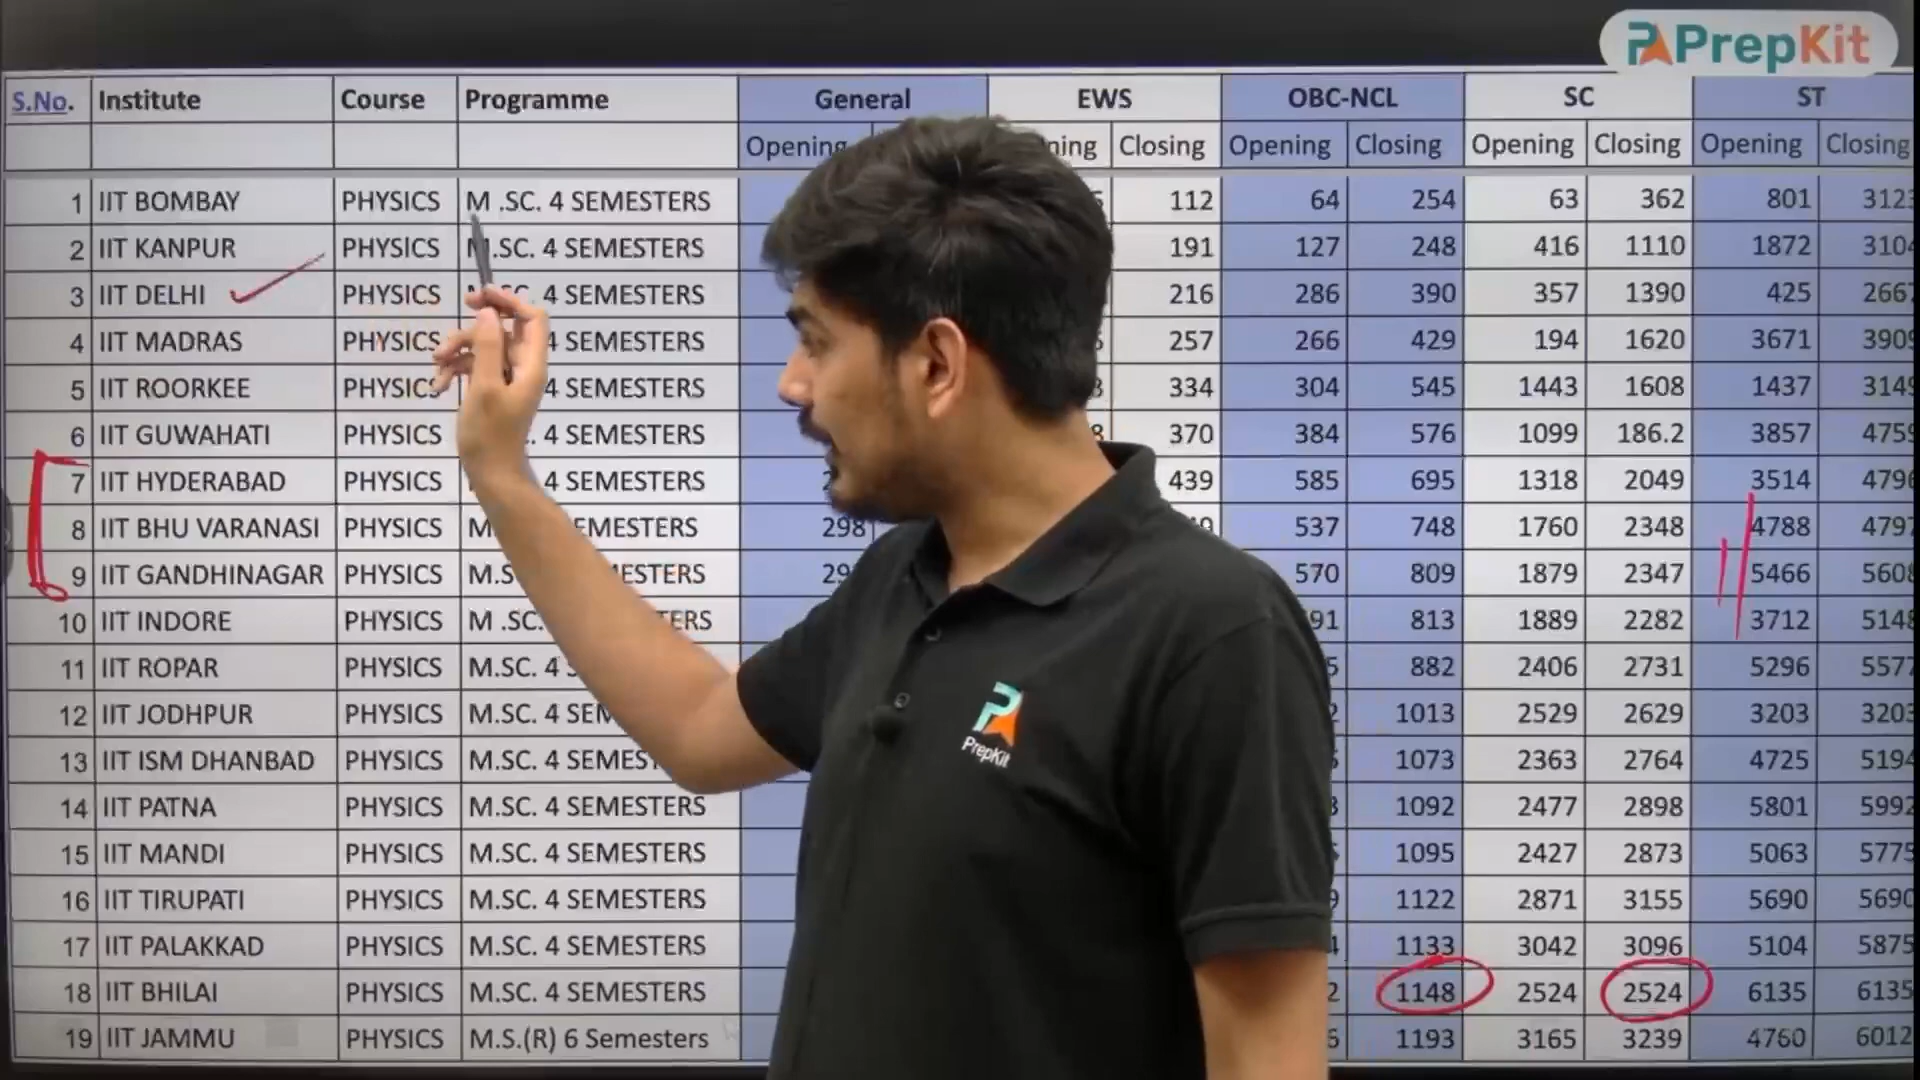 PrepKit
S.No. Institute Course Programme General EWS OBC-NCL SC ST
Opening Closing Opening Closing Opening Closing Opening Closing
1 IIT BOMBAY PHYSICS M .SC. 4 SEMESTERS 112 64 254 63 362 801
2 IIT KANPUR PHYSICS M.SC. 4 SEMESTERS 191 127 248 416 1110 1872
3 IIT DELHI PHYSICS 4 SEMESTERS 216 286 390 357 1390 425
4 IIT MADRAS PHYSICS 4 SEMESTERS 257 266 429 194 1620 3671
5 IIT ROORKEE PHYSICS 4 SEMESTERS 334 304 545 1443 1608 1437
6 IIT GUWAHATI PHYSICS 4 SEMESTERS 370 384 576 1099 186.2 3857
7 IIT HYDERABAD PHYSICS 4 SEMESTERS 439 585 695 1318 2049 3514
8 IIT BHU VARANASI PHYSICS 298 537 748 1760 2348 4788
9 IIT GANDHINAGAR PHYSICS 570 809 1879 2347 5466
10 IIT INDORE PHYSICS M .SC. 813 1889 2282 3712
11 IIT ROPAR PHYSICS M.SC. 4 882 2406 2731 5296
12 IIT JODHPUR PHYSICS M.SC. 4 1013 2529 2629 3203
13 IIT ISM DHANBAD PHYSICS M.SC. 4 1073 2363 2764 4725
14 IIT PATNA PHYSICS M.SC. 4 SEMESTERS 1092 2477 2898 5801
15 IIT MANDI PHYSICS M.SC. 4 SEMESTERS 1095 2427 2873 5063
16 IIT TIRUPATI PHYSICS M.SC. 4 SEMESTERS 1122 2871 3155 5690
17 IIT PALAKKAD PHYSICS M.SC. 4 SEMESTERS 1133 3042 3096 5104
18 IIT BHILAI PHYSICS M.SC. 4 SEMESTERS 1148 2524 2524 6135
19 IIT JAMMU PHYSICS M.S.(R) 6 Semesters 1193 3165 3239 4760
PrepKit